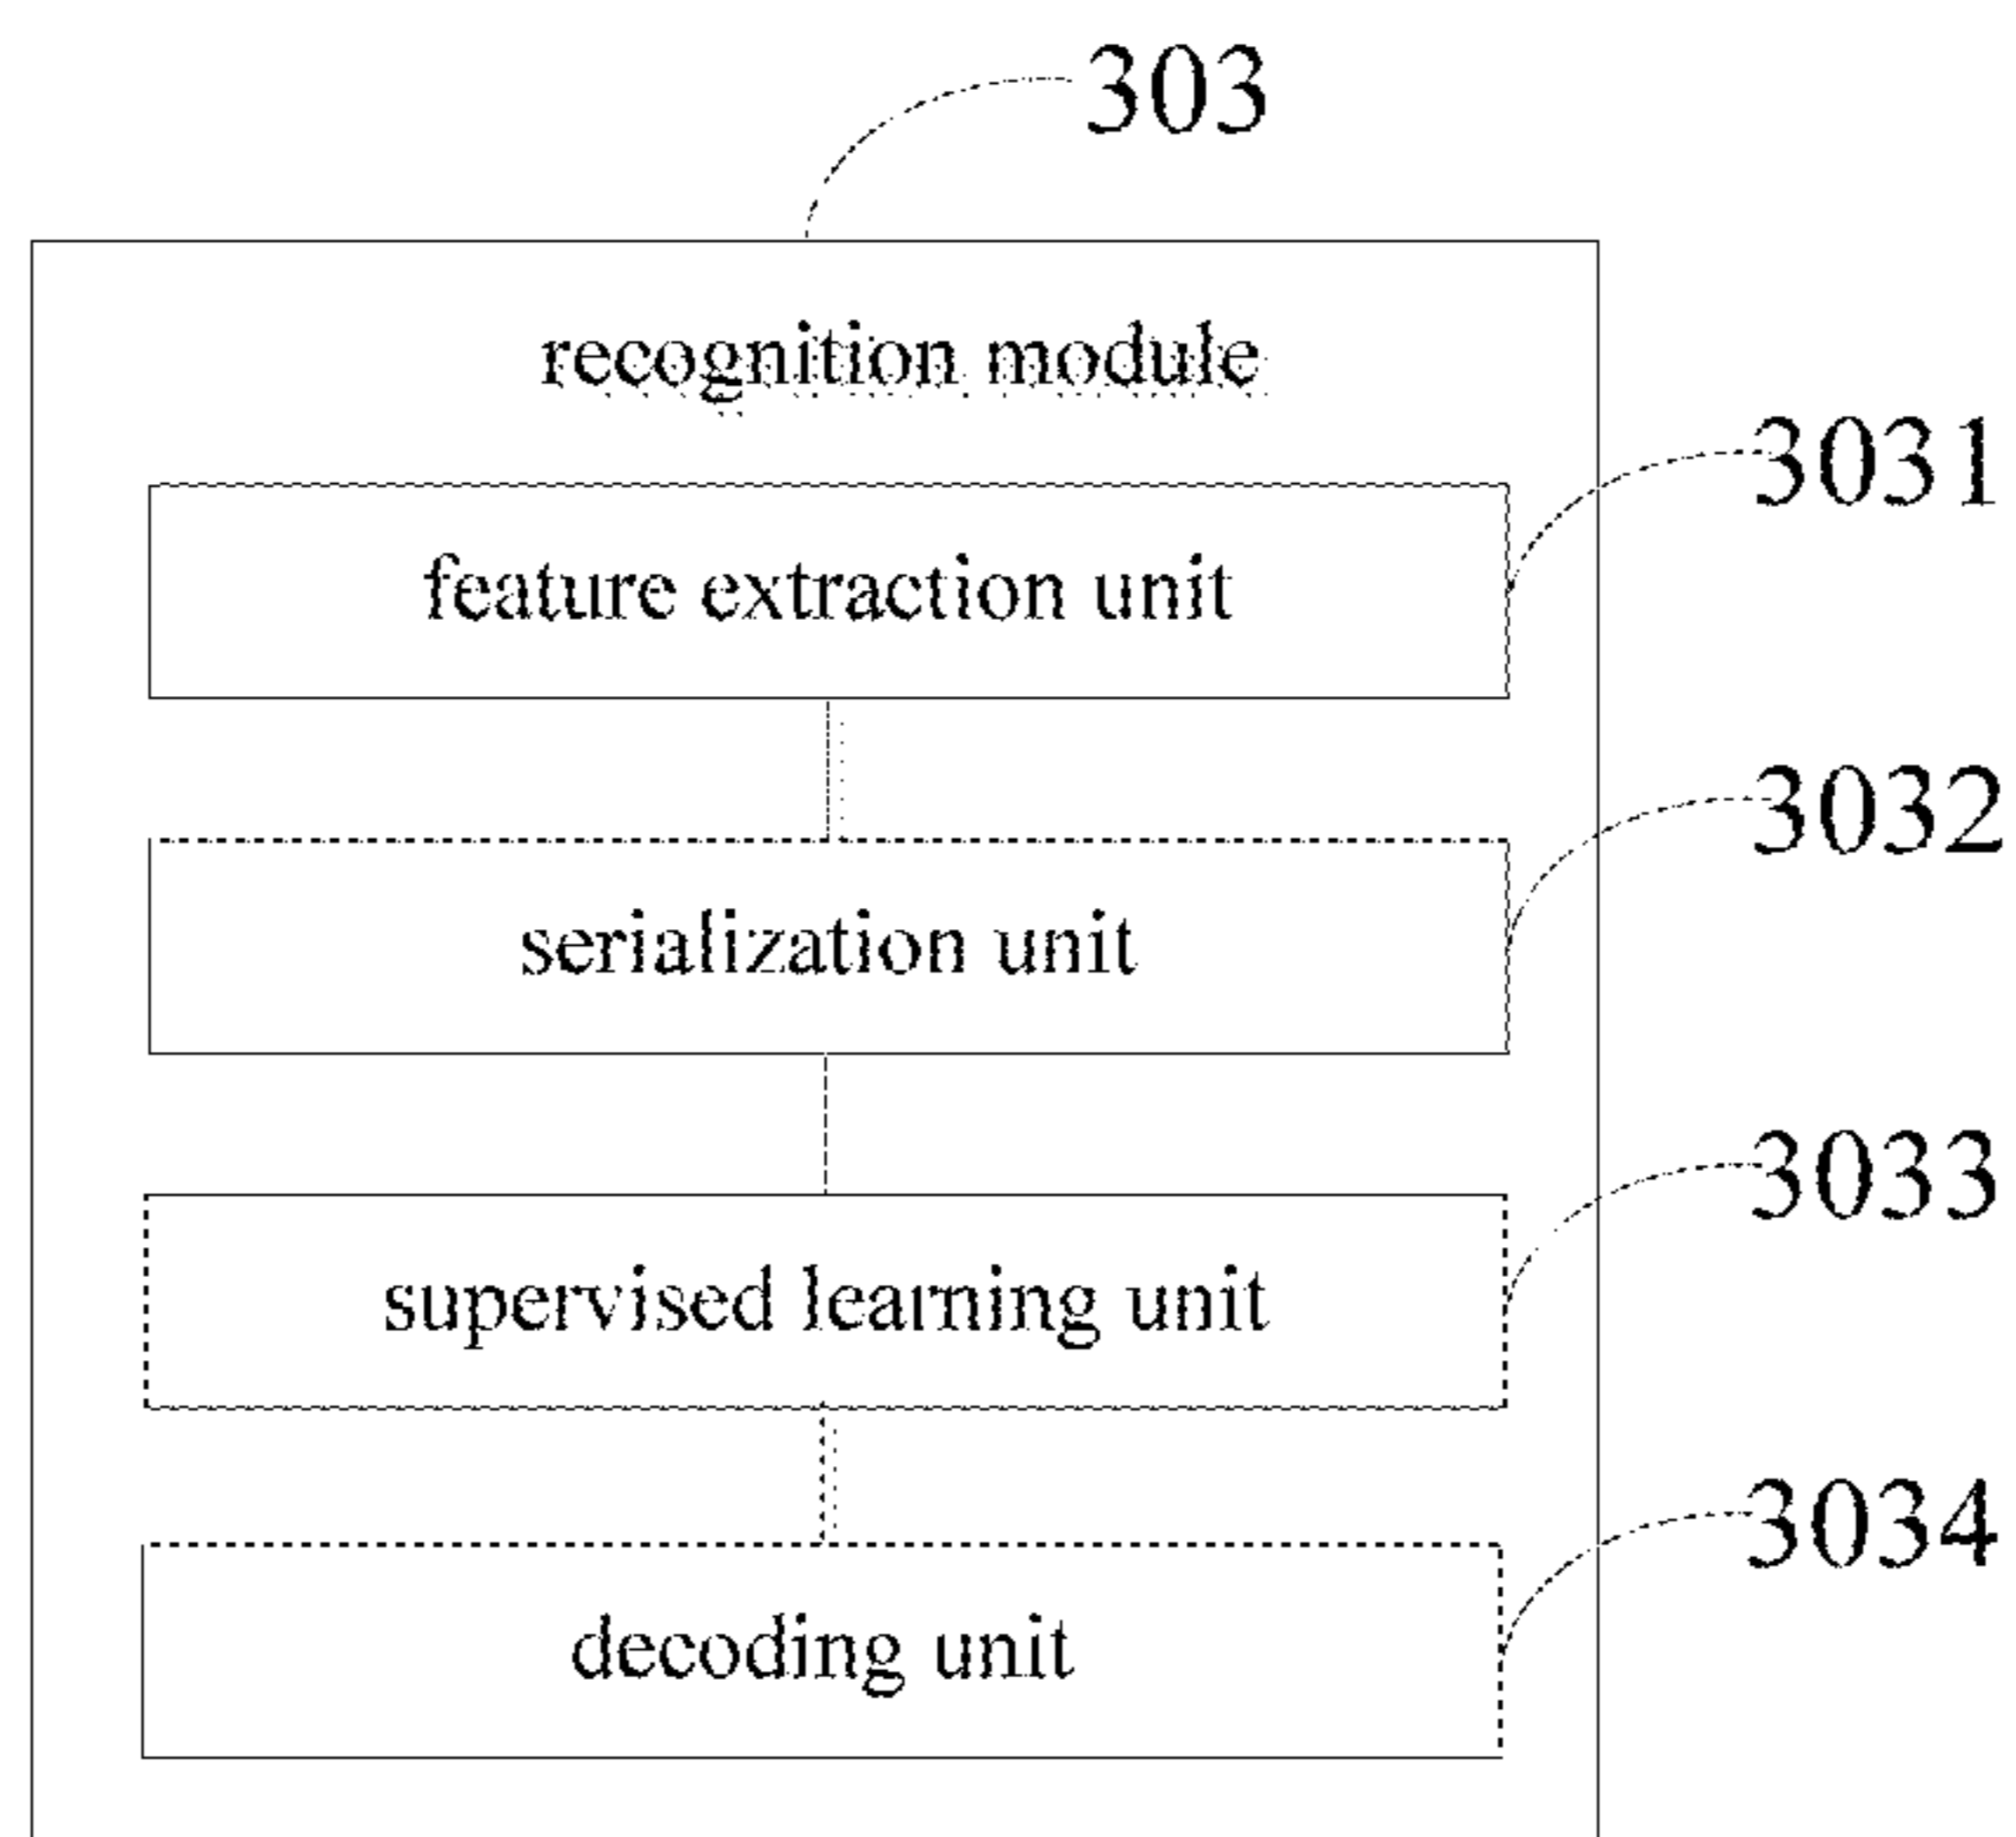 303
recognition module
3031
feature extraction unit
3032
serialization unit
3033
supervised learning unit
3034
decoding unit